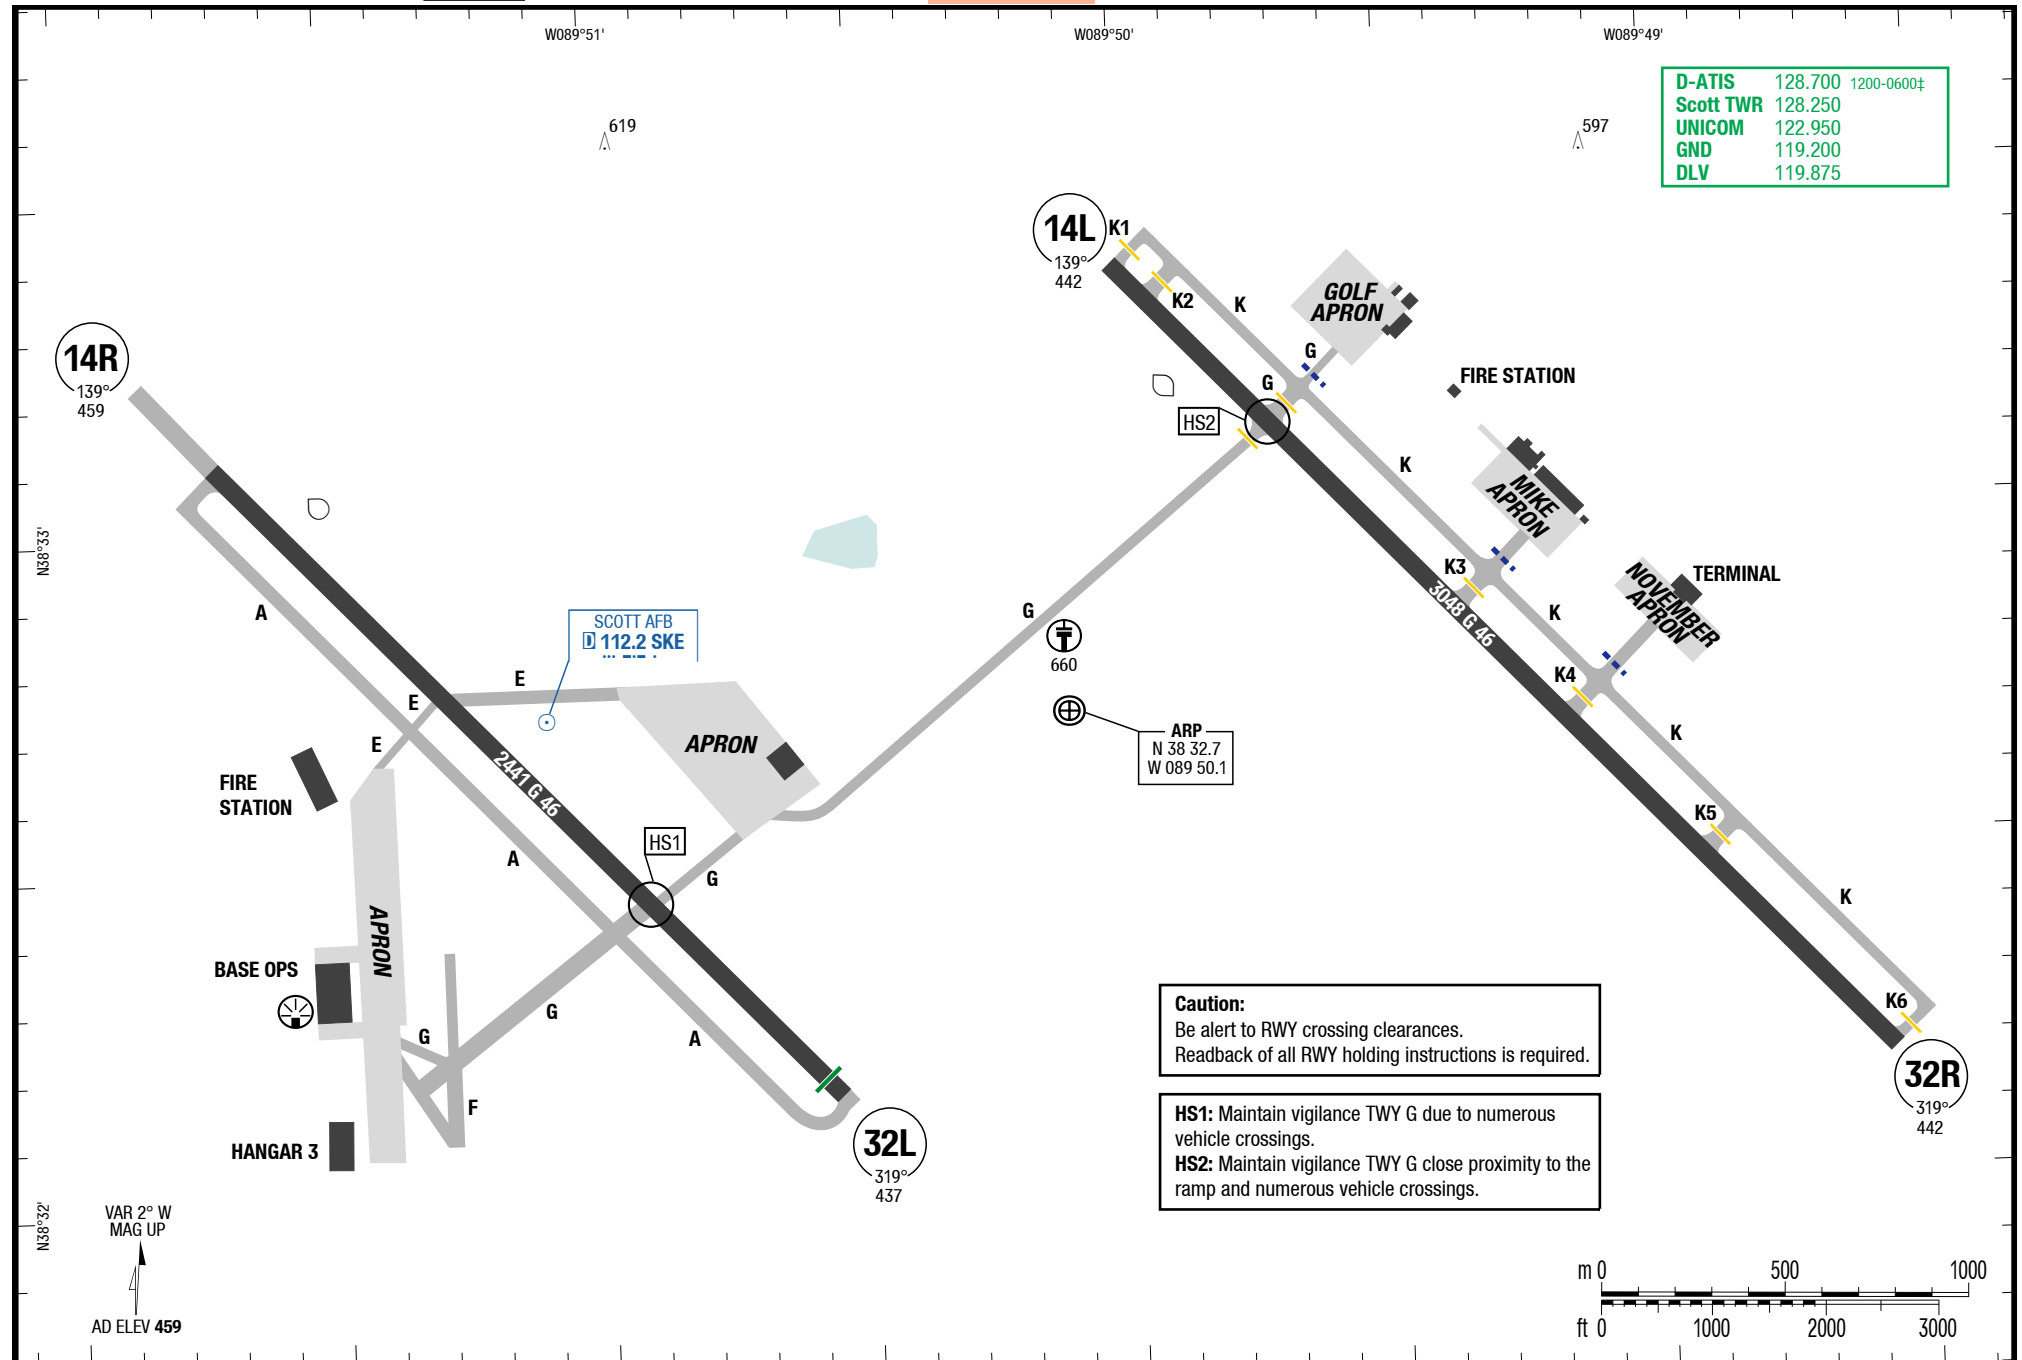 W089°51'
W089°50'
W089°49'
D-ATIS 128.700 1200-0600‡
Scott TWR 128.250
UNICOM 122.950
GND 119.200
DLV 119.875
619
597
14L
139°
442
K1
K2
K
GOLF
APRON
G
G
FIRE STATION
HS2
14R
139°
459
K
MIKE
APRON
K3
3048 G 46
NOVEMBER
APRON
TERMINAL
K
K4
K
K5
K
K6
N38°33'
A
SCOTT AFB
D 112.2 SKE
G
660
ARP
N 38 32.7
W 089 50.1
E
E
E
APRON
FIRE
STATION
2441 G 46
HS1
A
G
APRON
BASE OPS
G
G
A
F
HANGAR 3
32L
319°
437
32R
319°
442
Caution:
Be alert to RWY crossing clearances.
Readback of all RWY holding instructions is required.
HS1: Maintain vigilance TWY G due to numerous
vehicle crossings.
HS2: Maintain vigilance TWY G close proximity to the
ramp and numerous vehicle crossings.
N38°32'
VAR 2° W
MAG UP
AD ELEV 459
m 0 500 1000
ft 0 1000 2000 3000